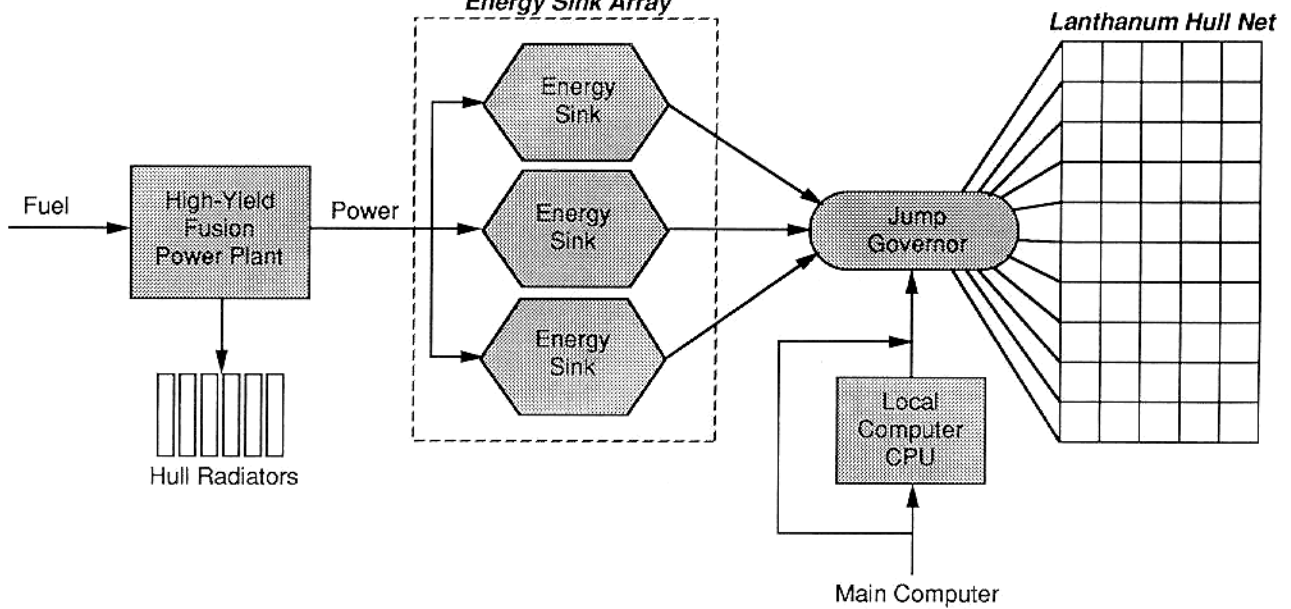 Energy Sink Array
Lanthanum Hull Net
Energy
Sink
Fuel
High-Yield
Fusion
Power Plant
Power
Energy
Sink
Jump
Governor
Energy
Sink
Local
Computer
CPU
Hull Radiators
Main Computer